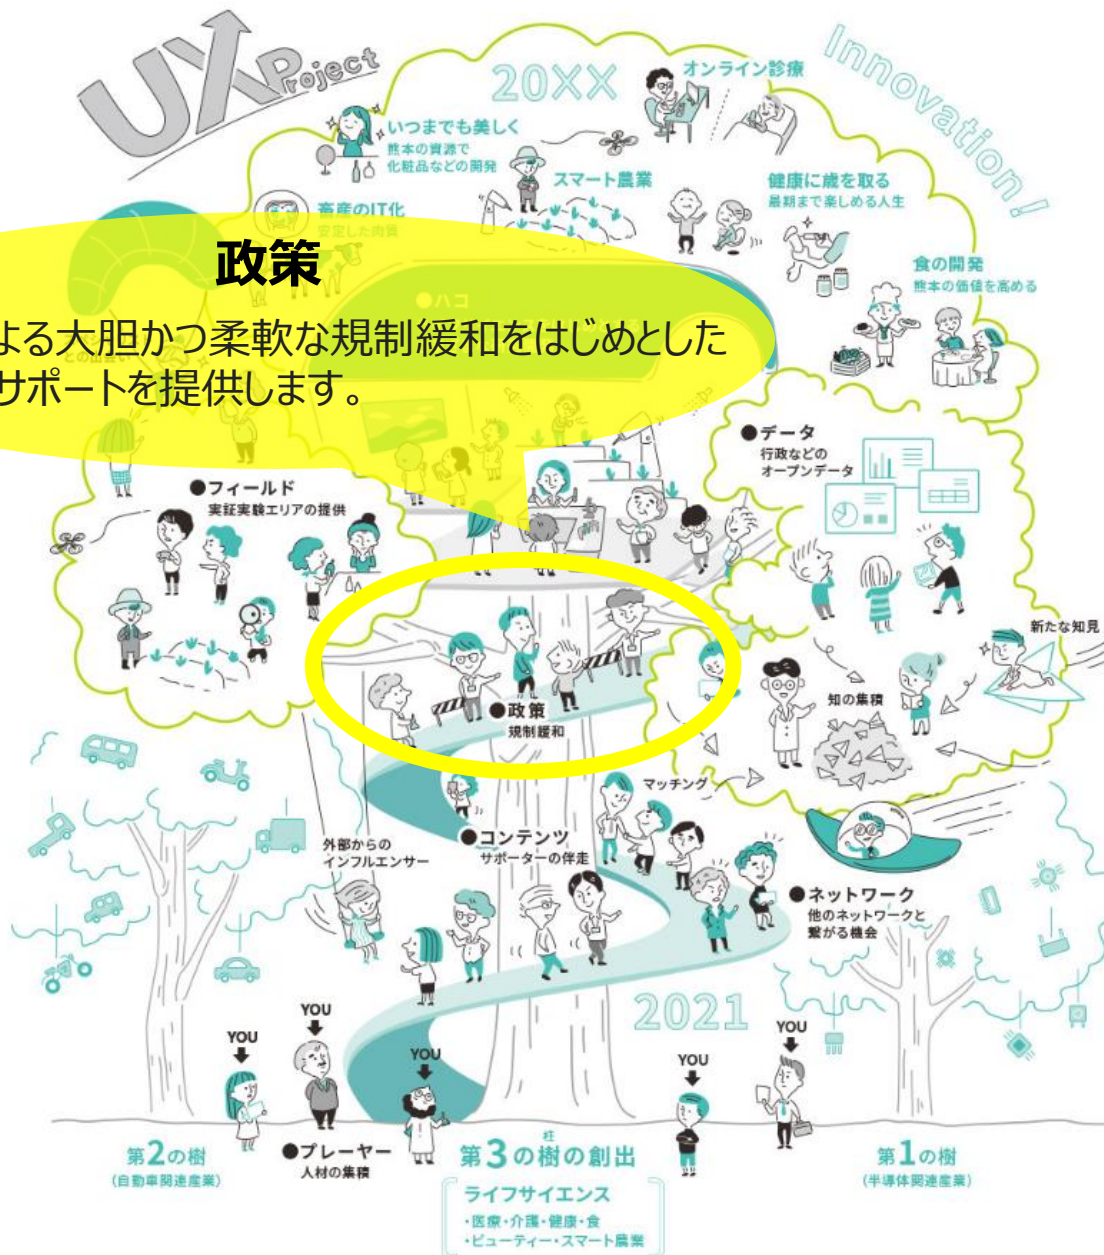 UX Project
20XX
Innovation!
オンライン診療
いつまでも美しく
熊本の資源で
化粧品などの開発
スマート農業
健康に歳を取る
最期まで楽しめる人生
畜産のIT化
安定した肉質
食の開発
熊本の価値を高める
政策
●ハコ
よる大胆かつ柔軟な規制緩和をはじめとした
サポートを提供します。
●データ
行政などの
オープンデータ
●フィールド
実証実験エリアの提供
新たな知見
知の集積
●政策
規制緩和
マッチング
外部からの
インフルエンサー
●コンテンツ
サポーターの伴走
●ネットワーク
他のネットワークと
繋がる機会
2021
YOU
YOU
YOU
YOU
YOU
第2の樹
(自動車関連産業)
●プレーヤー
人材の集積
柱
第3の樹の創出
ライフサイエンス
・医療・介護・健康・食
・ビューティー・スマート農業
第1の樹
(半導体関連産業)